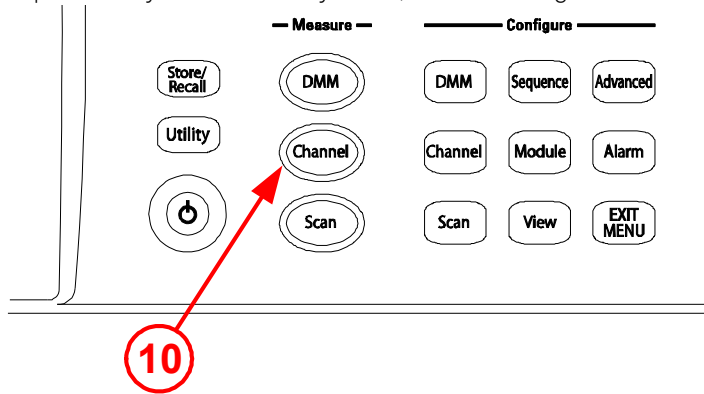 Measure
Configure
Store/
Recall
DMM
DMM
Sequence
Advanced
Utility
Channel
Channel
Module
Alarm
Scan
Scan
View
EXIT
MENU
10